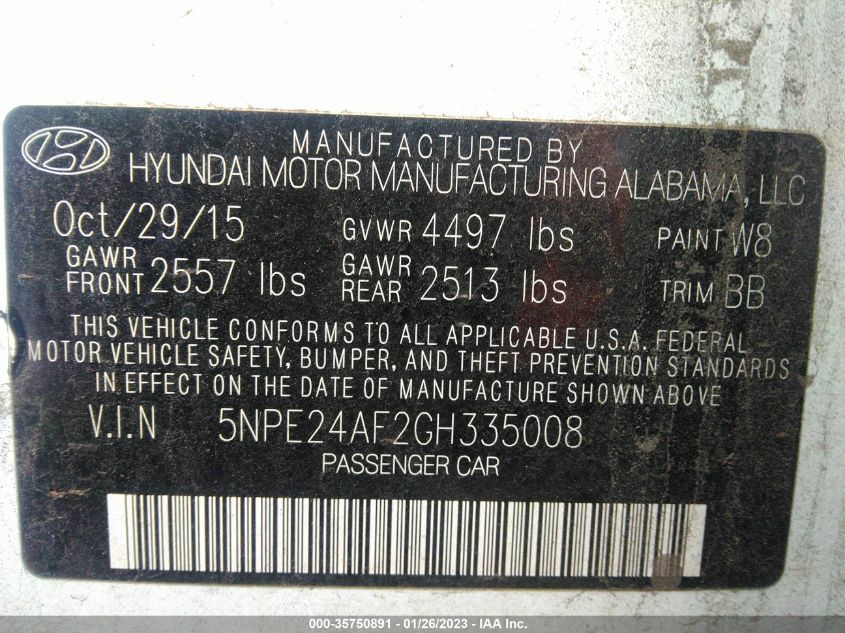 MANUFACTURED BY
HYUNDAI MOTOR MANUFACTURING ALABAMA, LLC
Oct/29/15 GVWR 4497 lbs PAINT W8
GAWR FRONT 2557 lbs GAWR REAR 2513 lbs TRIM BB
THIS VEHICLE CONFORMS TO ALL APPLICABLE U.S.A. FEDERAL
MOTOR VEHICLE SAFETY, BUMPER, AND THEFT PREVENTION STANDARDS
IN EFFECT ON THE DATE OF MANUFACTURE SHOWN ABOVE
V.I.N 5NPE24AF2GH335008
PASSENGER CAR
000-35750891 - 01/26/2023 - IAA Inc.